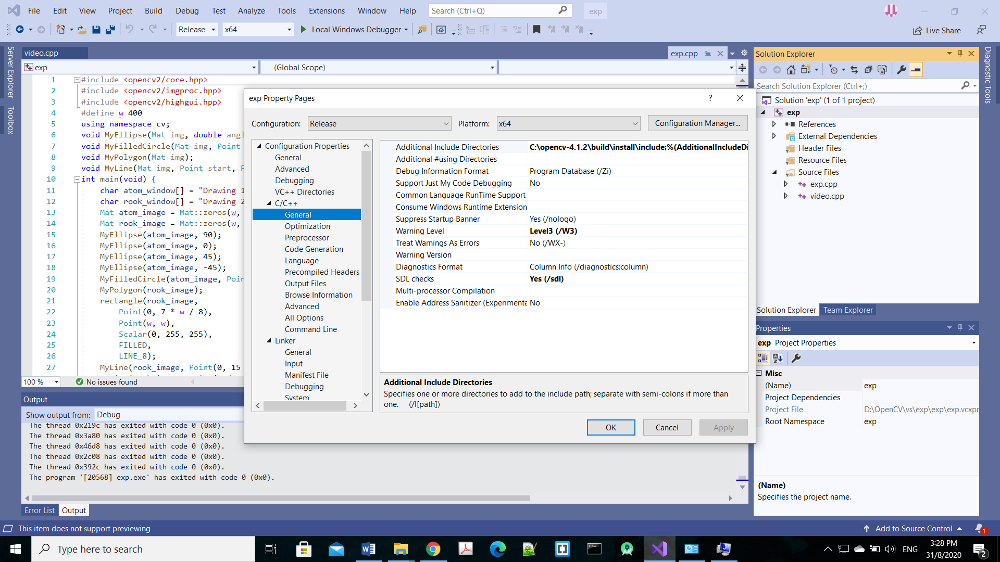 File Edit View Project Build Debug Test Analyze Tools Extensions Window Help Search (Ctrl+Q) exp
Release x64 Local Windows Debugger Live Share
Server Explorer
Toolbox
video.cpp
exp.cpp
exp
(Global Scope)
1 #include <opencv2/core.hpp>
2 #include <opencv2/imgproc.hpp>
3 #include <opencv2/highgui.hpp>
4 #define w 400
5 using namespace cv;
6 void MyEllipse(Mat img, double angl
7 void MyFilledCircle(Mat img, Point
8 void MyPolygon(Mat img);
9 void MyLine(Mat img, Point start, P
10 int main(void) {
11 char atom_window[] = "Drawing 1
12 char rook_window[] = "Drawing 2
13 Mat atom_image = Mat::zeros(w,
14 Mat rook_image = Mat::zeros(w,
15 MyEllipse(atom_image, 90);
16 MyEllipse(atom_image, 0);
17 MyEllipse(atom_image, 45);
18 MyEllipse(atom_image, -45);
19 MyFilledCircle(atom_image, Poin
20 MyPolygon(rook_image);
21 rectangle(rook_image,
22 Point(0, 7 * w / 8),
23 Point(w, w),
24 Scalar(0, 255, 255),
25 FILLED,
26 LINE_8);
27 MyLine(rook_image, Point(0, 15
100 % No issues found
exp Property Pages
?
Configuration: Release Platform: x64 Configuration Manager...
Configuration Properties
General
Advanced
Debugging
VC++ Directories
C/C++
General
Optimization
Preprocessor
Code Generation
Language
Precompiled Headers
Output Files
Browse Information
Advanced
All Options
Command Line
Linker
General
Input
Manifest File
Debugging
System
Additional Include Directories C:\opencv-4.1.2\build\install\include;%(AdditionalIncludeDi
Additional #using Directories
Debug Information Format Program Database (/Zi)
Support Just My Code Debugging No
Common Language RunTime Support
Consume Windows Runtime Extension
Suppress Startup Banner Yes (/nologo)
Warning Level Level3 (/W3)
Treat Warnings As Errors No (/WX-)
Warning Version
Diagnostics Format Column Info (/diagnostics:column)
SDL checks Yes (/sdl)
Multi-processor Compilation
Enable Address Sanitizer (Experimenta No
Additional Include Directories
Specifies one or more directories to add to the include path; separate with semi-colons if more than
one. (/I[path])
OK Cancel Apply
Output
Show output from: Debug
The thread 0x219c has exited with code 0 (0x0).
The thread 0x3a80 has exited with code 0 (0x0).
The thread 0x46d8 has exited with code 0 (0x0).
The thread 0x2c08 has exited with code 0 (0x0).
The thread 0x392c has exited with code 0 (0x0).
The program '[20568] exp.exe' has exited with code 0 (0x0).
Error List Output
Solution Explorer
Search Solution Explorer (Ctrl+;)
Solution 'exp' (1 of 1 project)
exp
References
External Dependencies
Header Files
Resource Files
Source Files
exp.cpp
video.cpp
Solution Explorer Team Explorer
Properties
exp Project Properties
Misc
(Name) exp
Project Dependencies
Project File D:\OpenCV\vs\exp\exp\exp.vcxpr
Root Namespace exp
(Name)
Specifies the project name.
Diagnostic Tools
This item does not support previewing Add to Source Control 1
Type here to search
ENG
3:28 PM
31/8/2020
2